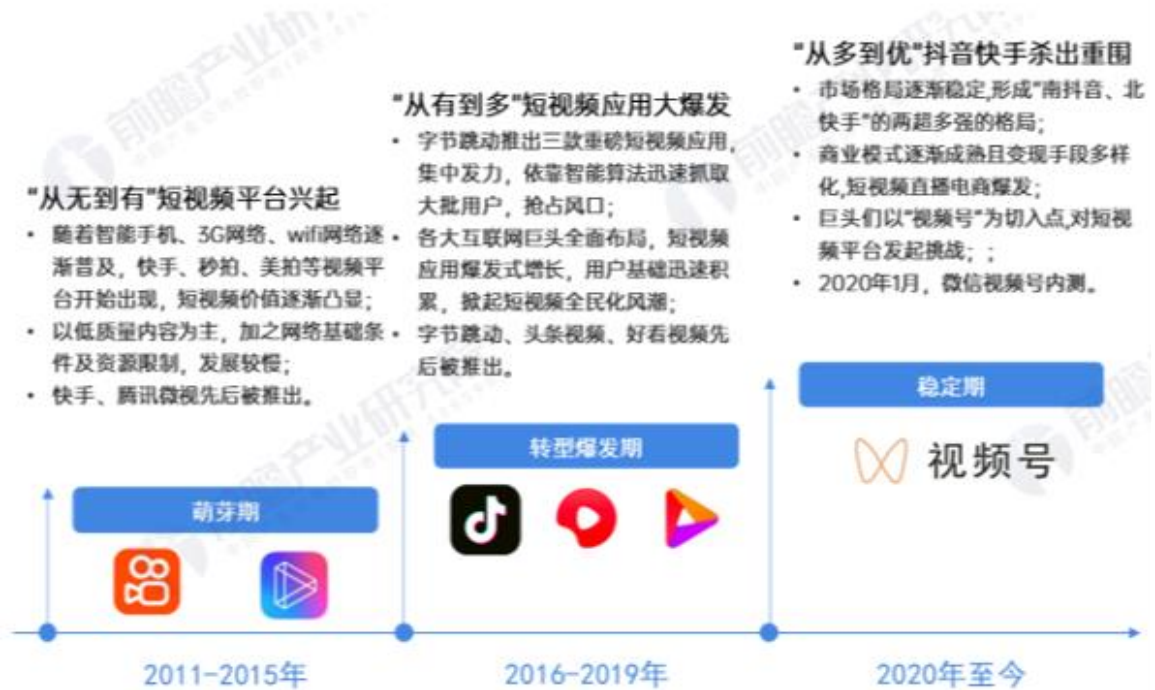 "从无到有"短视频平台兴起
• 随着智能手机、3G网络、wifi网络逐
渐普及，快手、秒拍、美拍等视频平
台开始出现，短视频价值逐渐凸显；
• 以低质量内容为主，加之网络基础条
件及资源限制，发展较慢；
• 快手、腾讯微视先后被推出。
萌芽期
2011-2015年
"从有到多"短视频应用大爆发
• 字节跳动推出三款重磅短视频应用，
集中发力，依靠智能算法迅速抓取
大批用户，抢占风口；
• 各大互联网巨头全面布局，短视频
应用爆发式增长，用户基础迅速积
累，掀起短视频全民化风潮；
• 字节跳动、头条视频、好看视频先
后被推出。
转型爆发期
2016-2019年
"从多到优"抖音快手杀出重围
• 市场格局逐渐稳定,形成"南抖音、北
快手"的两超多强的格局；
• 商业模式逐渐成熟且变现手段多样
化,短视频直播电商爆发；
• 巨头们以"视频号"为切入点,对短视
频平台发起挑战；；
• 2020年1月，微信视频号内测。
稳定期
视频号
2020年至今
前瞻产业研究院